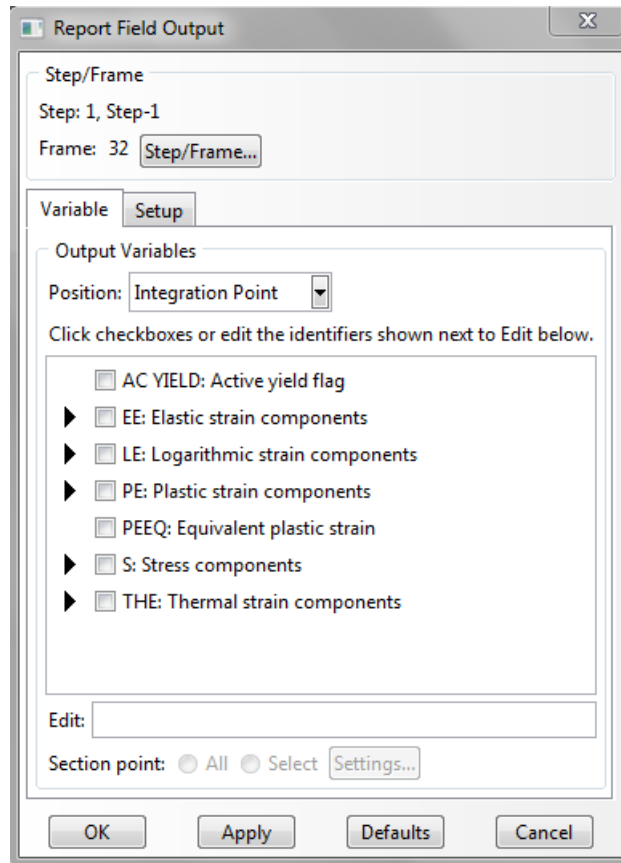 Report Field Output
Step/Frame
Step: 1, Step-1
Frame: 32 Step/Frame...
Variable Setup
Output Variables
Position: Integration Point
Click checkboxes or edit the identifiers shown next to Edit below.
AC YIELD: Active yield flag
EE: Elastic strain components
LE: Logarithmic strain components
PE: Plastic strain components
PEEQ: Equivalent plastic strain
S: Stress components
THE: Thermal strain components
Edit:
Section point: All Select Settings...
OK Apply Defaults Cancel